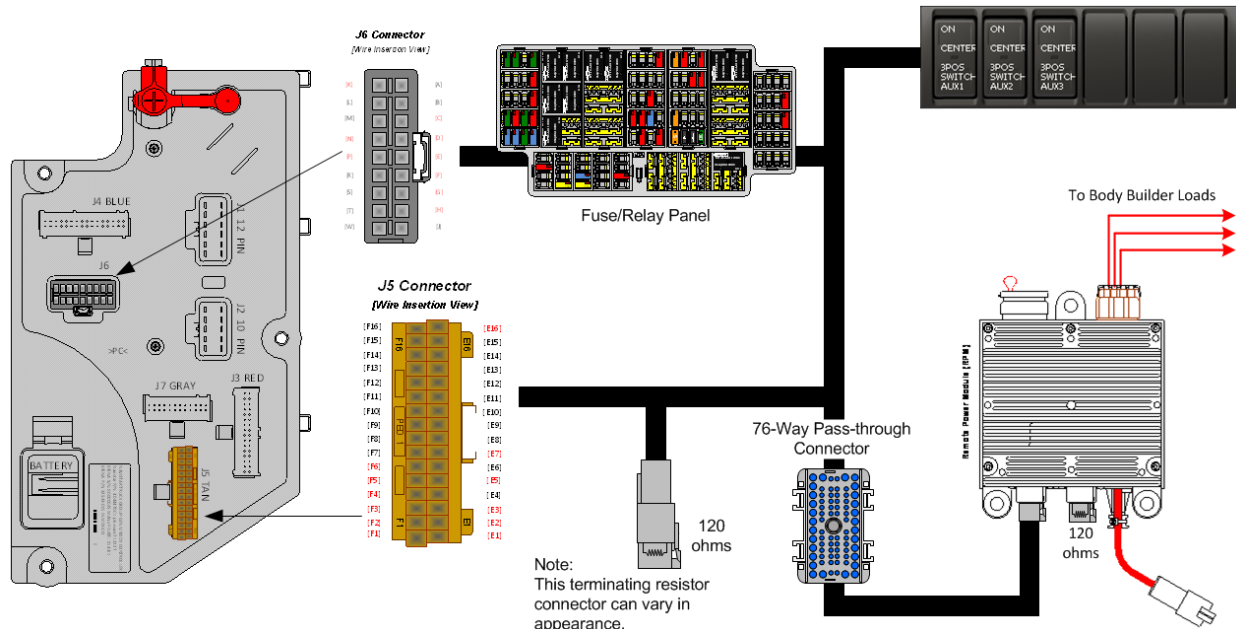 J6 Connector
[Wire Insertion View]
[K]
[L]
[M]
[N]
[P]
[R]
[S]
[T]
[W]
[A]
[B]
[C]
[D]
[E]
[F]
[G]
[H]
[J]
Fuse/Relay Panel
ON
CENTER
3POS
SWITCH
AUX1
ON
CENTER
3POS
SWITCH
AUX2
ON
CENTER
3POS
SWITCH
AUX3
To Body Builder Loads
J4 BLUE
J1 12 PIN
J6
J2 10 PIN
>PC<
J7 GRAY
J3 RED
J5 TAN
BATTERY
J5 Connector
[Wire Insertion View]
[F16]
[F15]
[F14]
[F13]
[F12]
[F11]
[F10]
[F9]
[F8]
[F7]
[F6]
[F5]
[F4]
[F3]
[F2]
[F1]
F16
E16
PED 1
F1
E1
[E16]
[E15]
[E14]
[E13]
[E12]
[E11]
[E10]
[E9]
[E8]
[E7]
[E6]
[E5]
[E4]
[E3]
[E2]
[E1]
120
ohms
Note:
This terminating resistor
connector can vary in
appearance.
76-Way Pass-through
Connector
Remote Power Module [RPM]
120
ohms